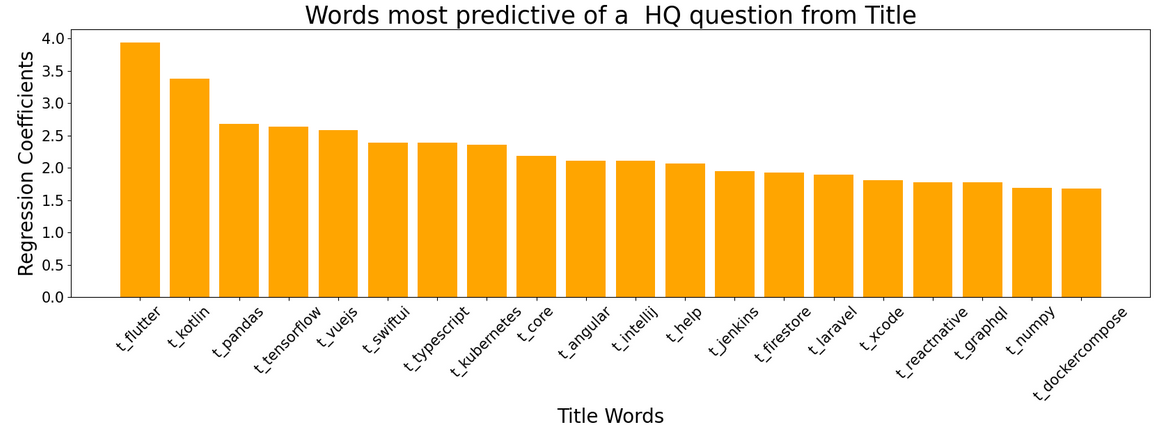 Words most predictive of a  HQ question from Title
Regression Coefficients
4.0
3.5
3.0
2.5
2.0
1.5
1.0
0.5
0.0
t_flutter
t_kotlin
t_pandas
t_tensorflow
t_vuejs
t_swiftui
t_typescript
t_kubernetes
t_core
t_angular
t_intellij
t_help
t_jenkins
t_firestore
t_laravel
t_xcode
t_reactnative
t_graphql
t_numpy
t_dockercompose
Title Words